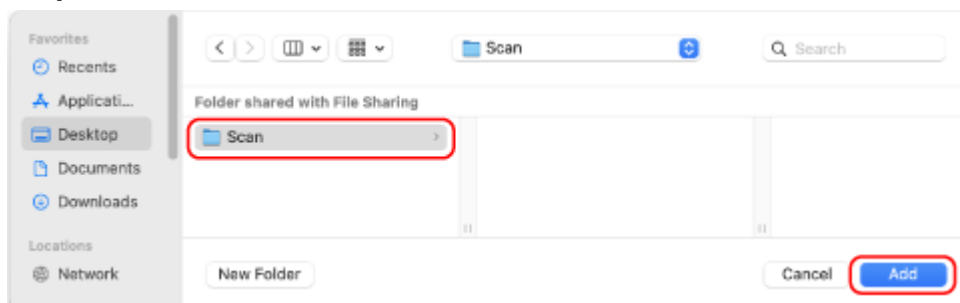 Favorites
Recents
Applicati...
Desktop
Documents
Downloads
Locations
Network
Scan
Search
Folder shared with File Sharing
Scan
New Folder
Cancel
Add